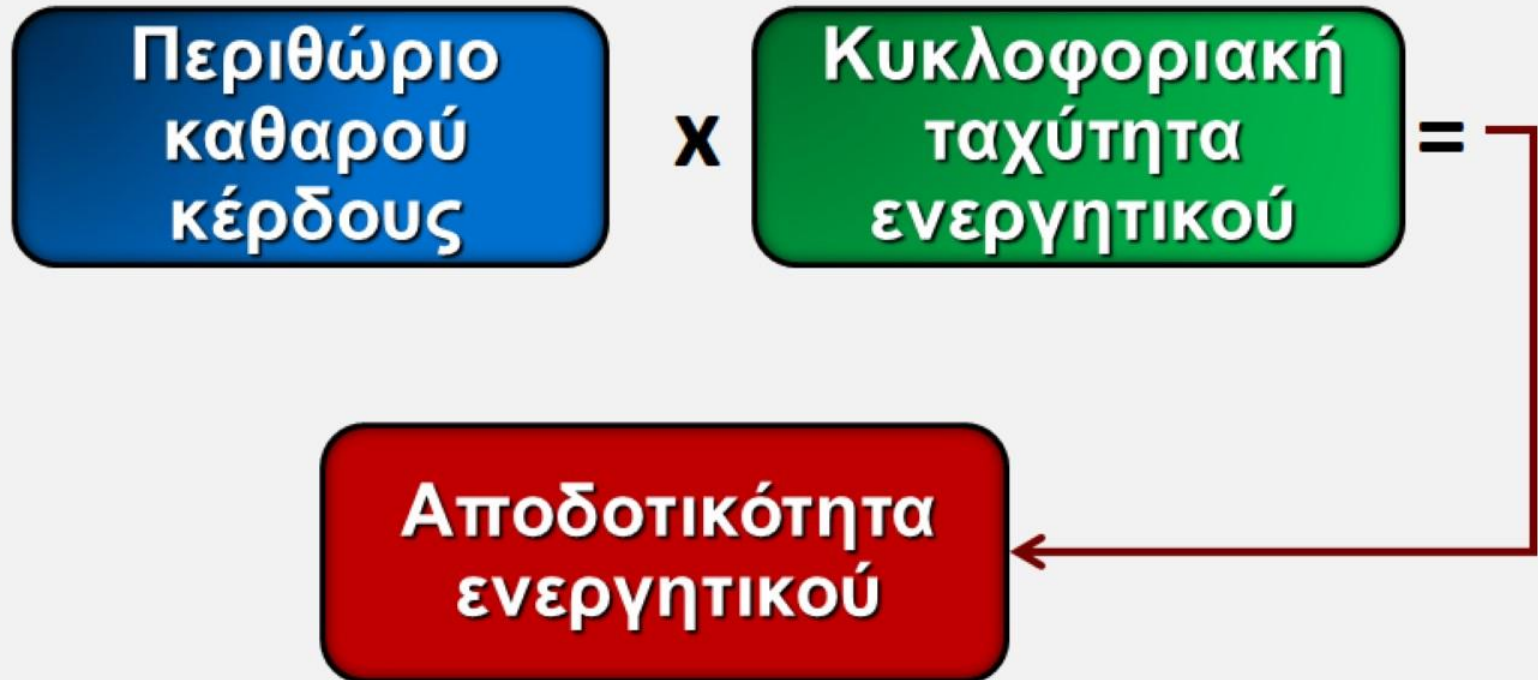 Περιθώριο
καθαρού
κέρδους
x
Κυκλοφοριακή
ταχύτητα
ενεργητικού
=
Αποδοτικότητα
ενεργητικού